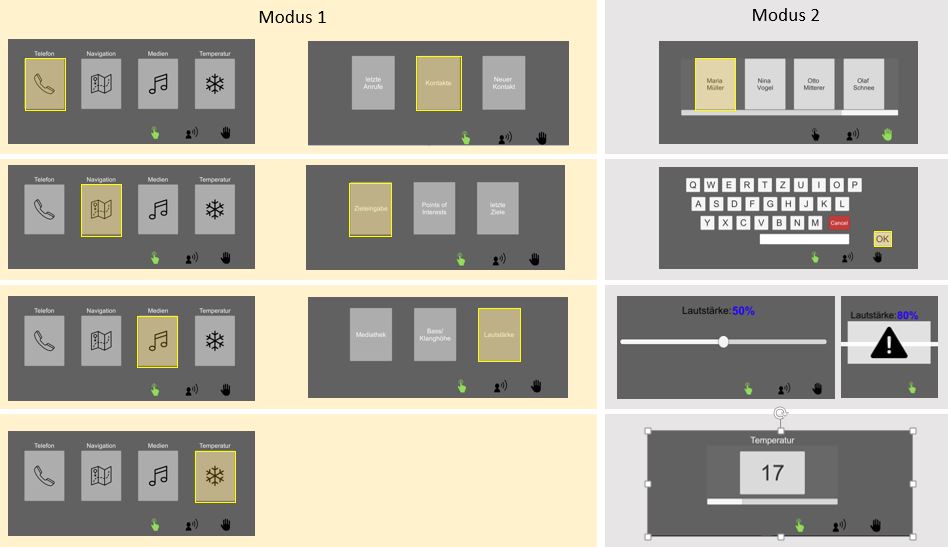 Modus 1
Modus 2
Telefon Navigation Medien Temperatur
letzte
Anrufe
Kontakte
Neuer
Kontakt
Maria
Müller
Nina
Vogel
Otto
Mitterer
Olaf
Schnee
Telefon Navigation Medien Temperatur
Zieleingabe
Points of
Interests
letzte
Ziele
Q W E R T Z U I O P
A S D F G H J K L
Y X C V B N M Cancel
OK
Telefon Navigation Medien Temperatur
Mediathek
Bass/
Klanghöhe
Lautstärke
Lautstärke: 50%
Lautstärke: 80%
Telefon Navigation Medien Temperatur
Temperatur
17